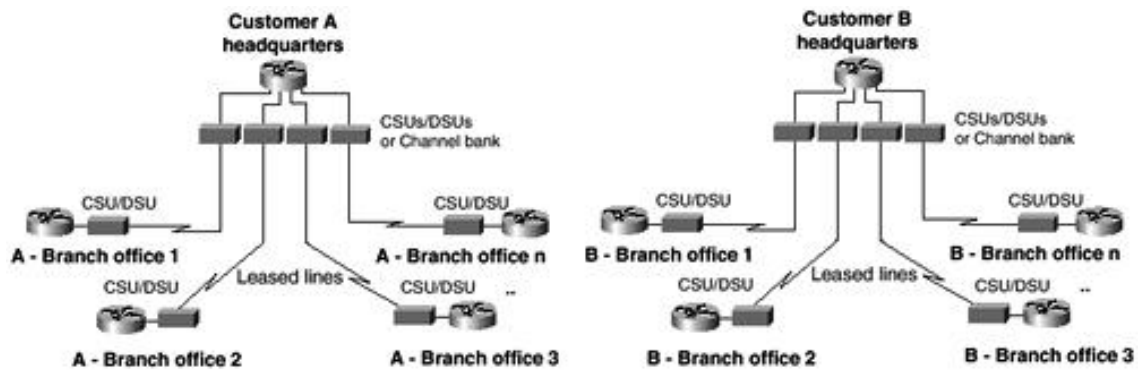 Customer A
headquarters
CSUs/DSUs
or Channel bank
CSU/DSU
CSU/DSU
A - Branch office 1
A - Branch office n
CSU/DSU
Leased lines
CSU/DSU
..
A - Branch office 2
A - Branch office 3
Customer B
headquarters
CSUs/DSUs
or Channel bank
CSU/DSU
CSU/DSU
B - Branch office 1
B - Branch office n
CSU/DSU
Leased lines
CSU/DSU
..
B - Branch office 2
B - Branch office 3